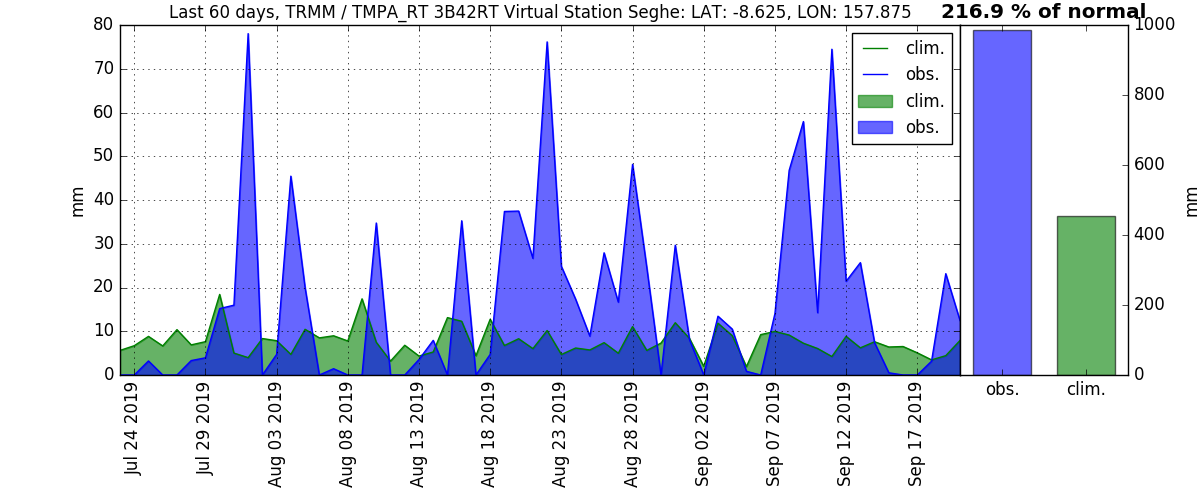 Last 60 days, TRMM / TMPA_RT 3B42RT Virtual Station Seghe: LAT: -8.625, LON: 157.875
216.9 % of normal
80
70
60
50
40
30
20
10
0
mm
clim.
obs.
clim.
obs.
1000
800
600
400
200
0
mm
Jul 24 2019
Jul 29 2019
Aug 03 2019
Aug 08 2019
Aug 13 2019
Aug 18 2019
Aug 23 2019
Aug 28 2019
Sep 02 2019
Sep 07 2019
Sep 12 2019
Sep 17 2019
obs.
clim.